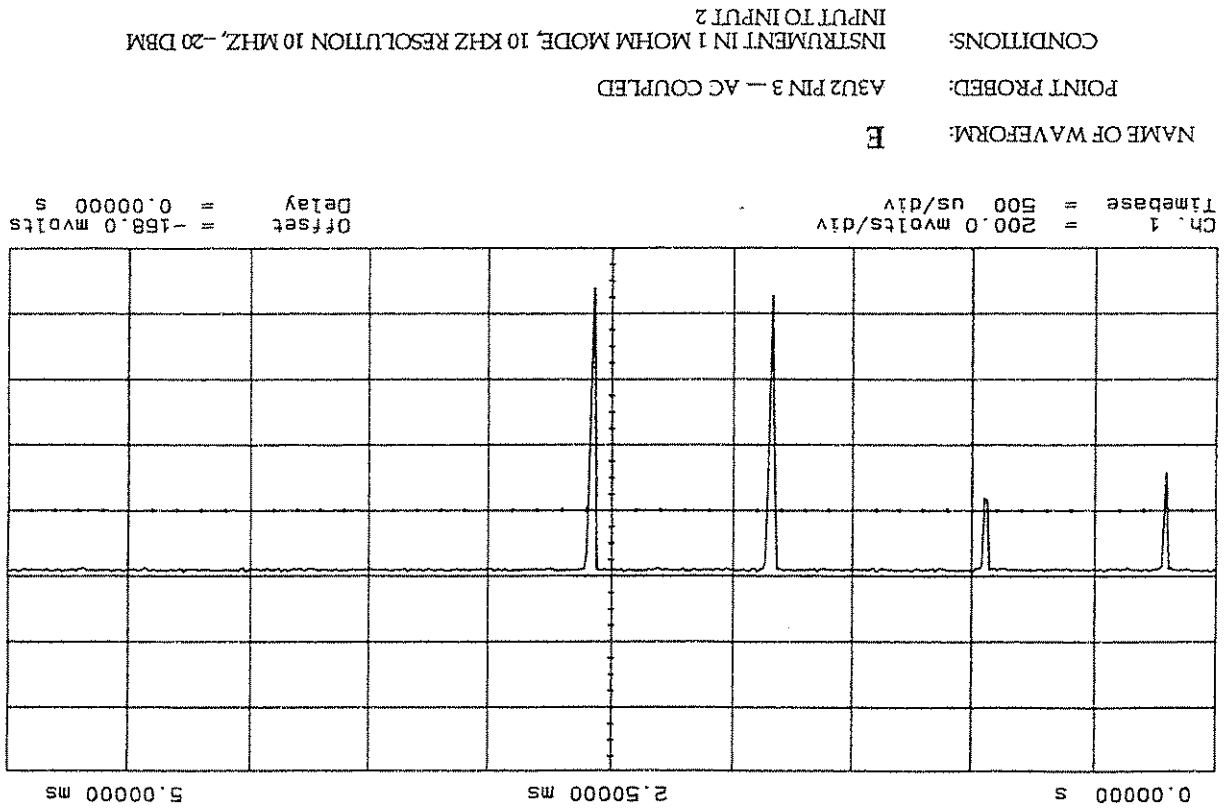 0.00000 s 2.50000 ms 5.00000 ms
Ch. 1 = 200.0 mvolts/div Offset = -168.0 mvolts
Timebase = 500 us/div Delay = 0.00000 s
NAME OF WAVEFORM: E
POINT PROBED: A3U2 PIN 3 — AC COUPLED
CONDITIONS: INSTRUMENT IN 1 MOHM MODE, 10 KHZ RESOLUTION 10 MHZ, –20 DBM
INPUT TO INPUT 2